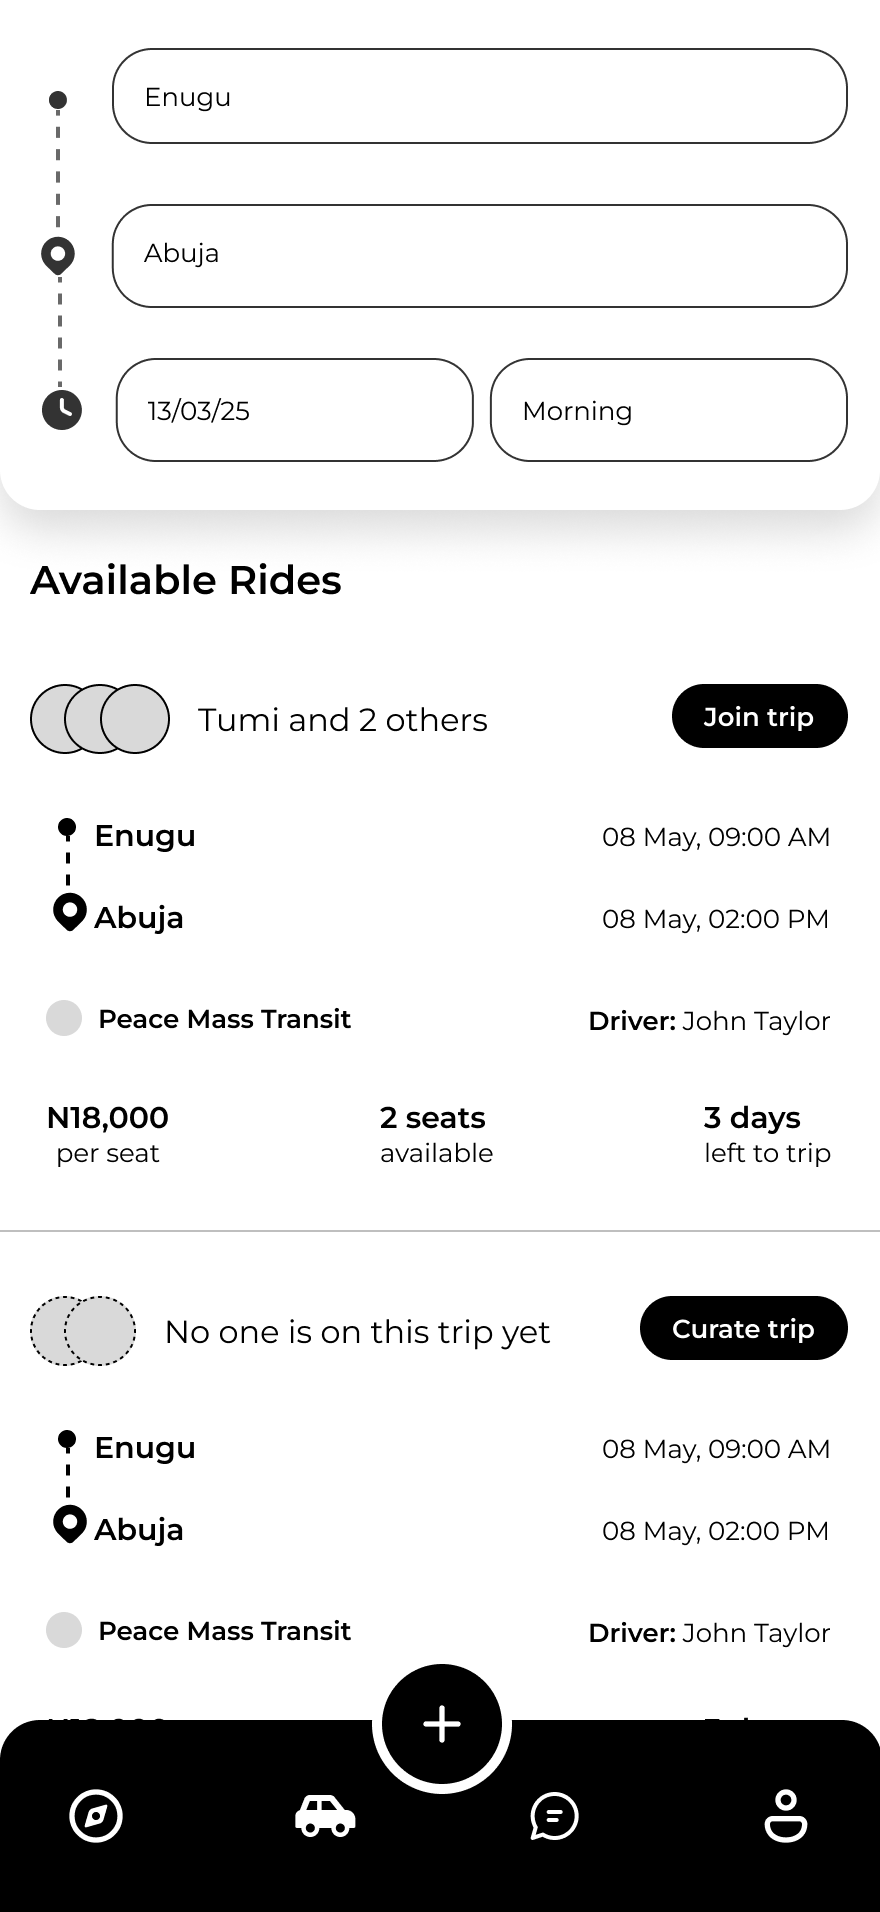 Enugu
Abuja
13/03/25 Morning
Available Rides
Tumi and 2 others Join trip
Enugu 08 May, 09:00 AM
Abuja 08 May, 02:00 PM
Peace Mass Transit Driver: John Taylor
N18,000 2 seats 3 days
per seat available left to trip
No one is on this trip yet Curate trip
Enugu 08 May, 09:00 AM
Abuja 08 May, 02:00 PM
Peace Mass Transit Driver: John Taylor